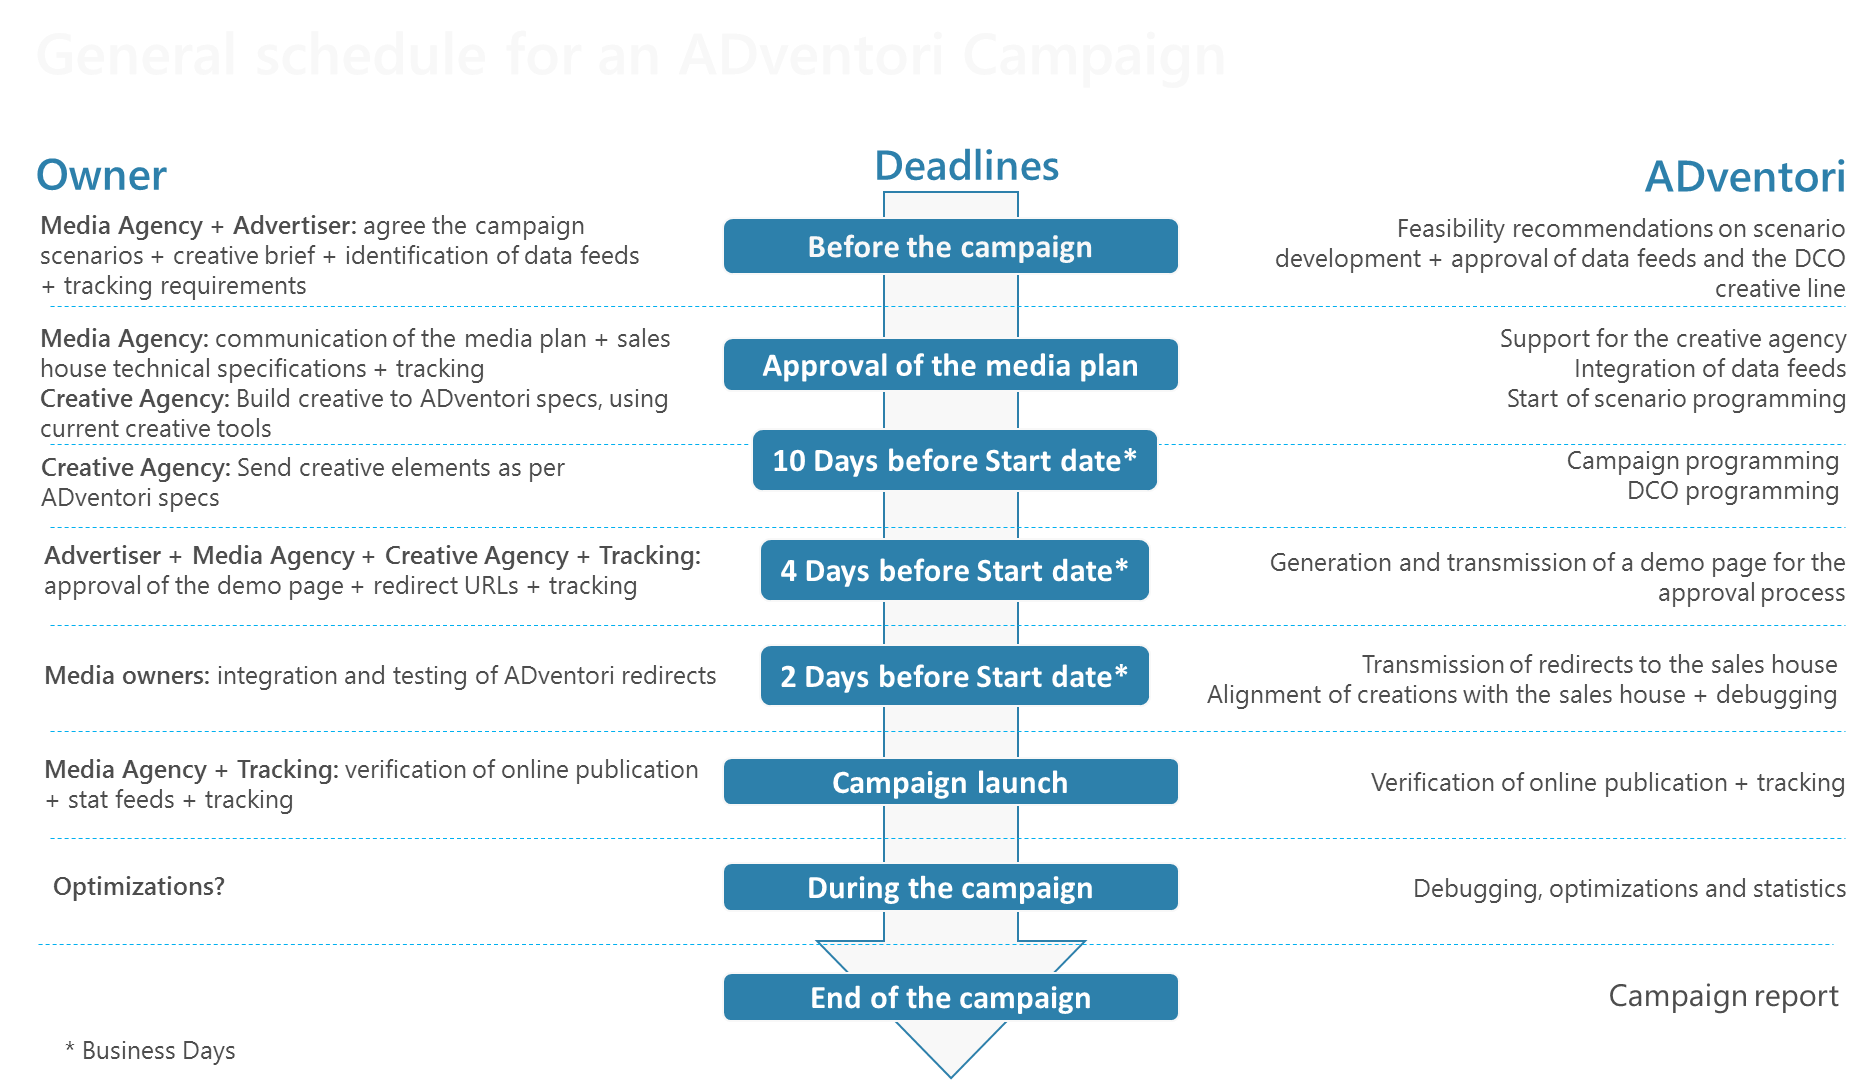 General schedule for an ADventori Campaign
Owner
Deadlines
ADventori
Media Agency + Advertiser: agree the campaign
scenarios + creative brief + identification of data feeds
+ tracking requirements
Before the campaign
Feasibility recommendations on scenario
development + approval of data feeds and the DCO
creative line
Media Agency: communication of the media plan + sales
house technical specifications + tracking
Creative Agency: Build creative to ADventori specs, using
current creative tools
Approval of the media plan
Support for the creative agency
Integration of data feeds
Start of scenario programming
Creative Agency: Send creative elements as per
ADventori specs
10 Days before Start date*
Campaign programming
DCO programming
Advertiser + Media Agency + Creative Agency + Tracking:
approval of the demo page + redirect URLs + tracking
4 Days before Start date*
Generation and transmission of a demo page for the
approval process
Media owners: integration and testing of ADventori redirects
2 Days before Start date*
Transmission of redirects to the sales house
Alignment of creations with the sales house + debugging
Media Agency + Tracking: verification of online publication
+ stat feeds + tracking
Campaign launch
Verification of online publication + tracking
Optimizations?
During the campaign
Debugging, optimizations and statistics
End of the campaign
Campaign report
* Business Days